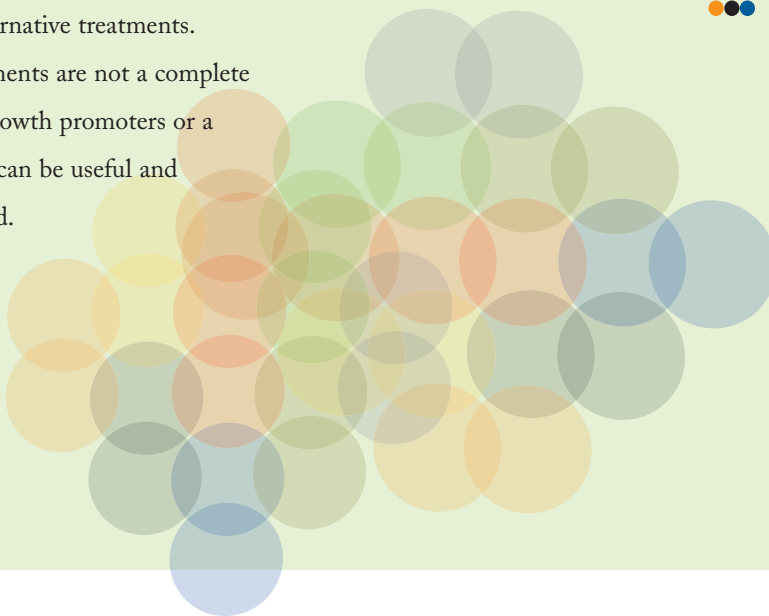 rnative treatments.
nents are not a complete
owth promoters or a
can be useful and
d.